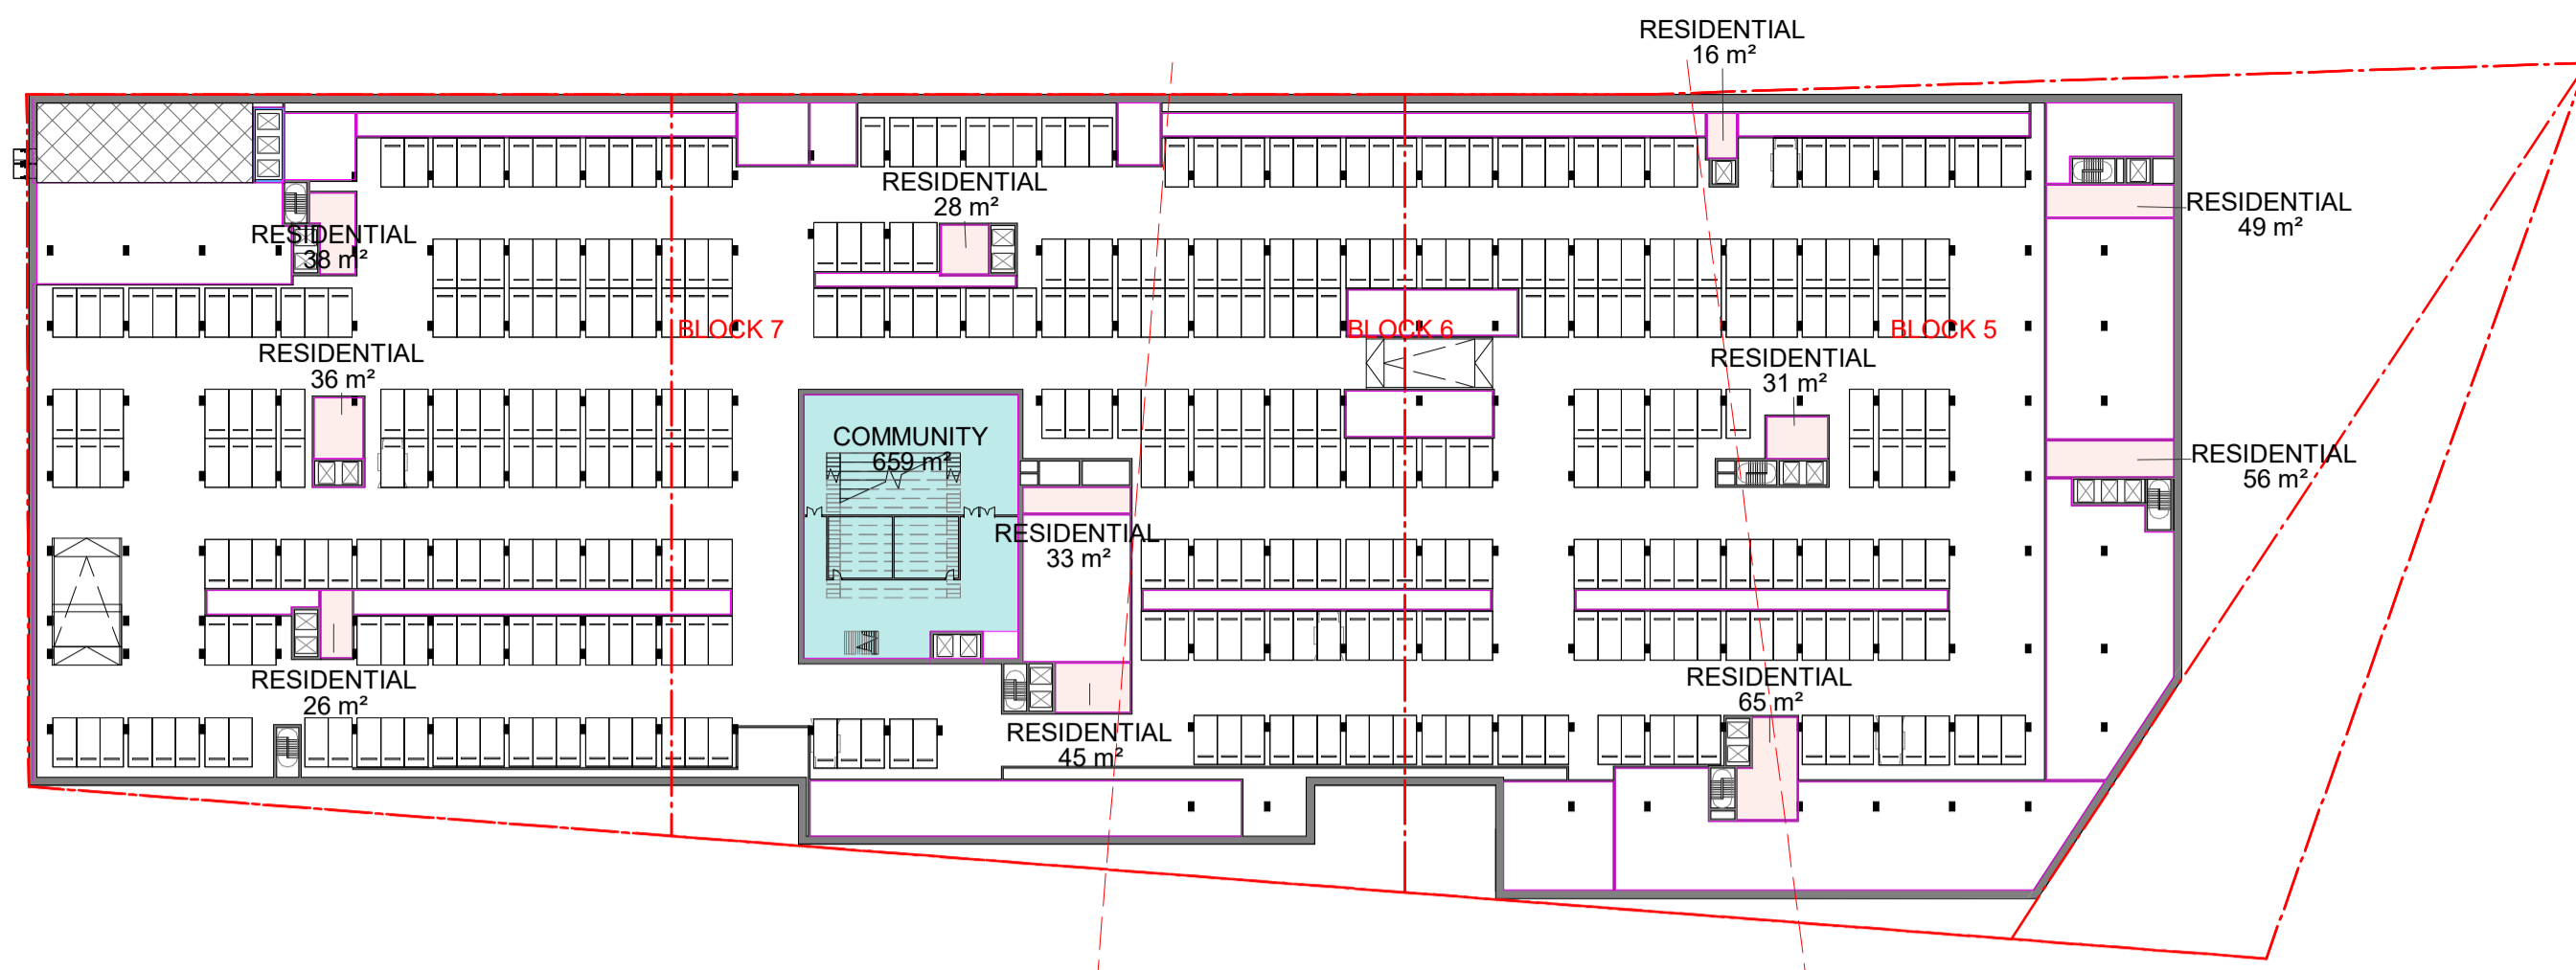 RESIDENTIAL
16 m²
RESIDENTIAL
28 m²
RESIDENTIAL
49 m²
RESIDENTIAL
38 m²
BLOCK 7
BLOCK 6
BLOCK 5
RESIDENTIAL
36 m²
RESIDENTIAL
31 m²
COMMUNITY
659 m²
RESIDENTIAL
56 m²
RESIDENTIAL
33 m²
RESIDENTIAL
26 m²
RESIDENTIAL
65 m²
RESIDENTIAL
45 m²